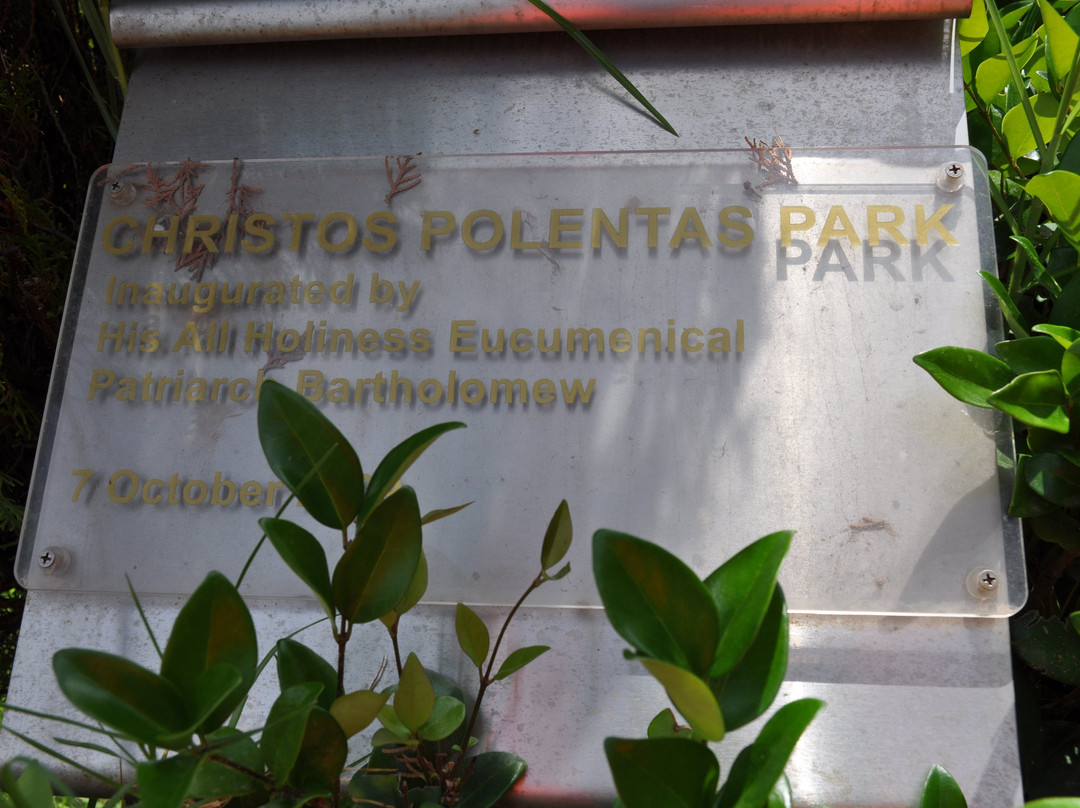 CHRISTOS POLENTAS PARK
Inaugurated by
His All Holiness Eucumenical
Patriarch Bartholomew
7 October